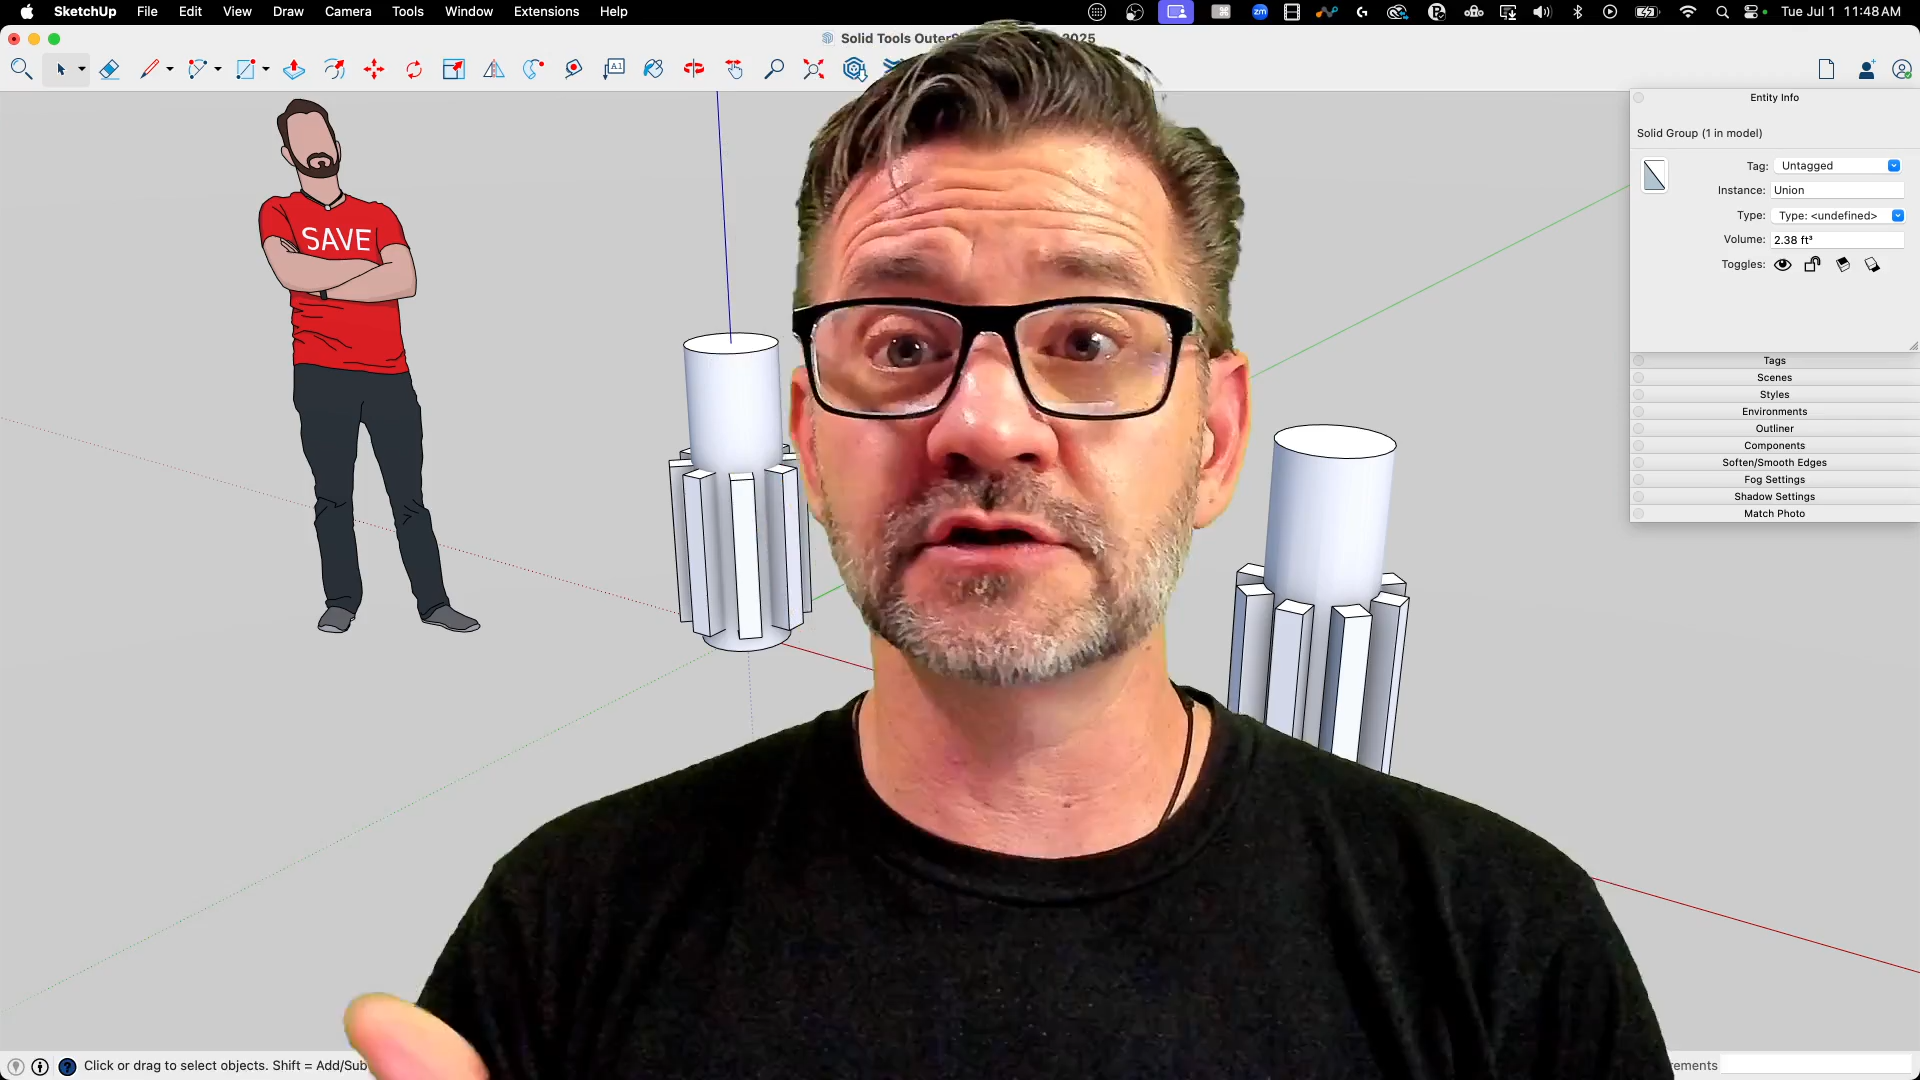 SketchUp File Edit View Draw Camera Tools Window Extensions Help
zm
Tue Jul 1 11:48 AM
Solid Tools
2025
A1
Entity Info
Solid Group (1 in model)
Tag: Untagged
Instance: Union
Type: Type: <undefined>
Volume: 2.38 ft³
Toggles:
Tags
Scenes
Styles
Environments
Outliner
Components
Soften/Smooth Edges
Fog Settings
Shadow Settings
Match Photo
SAVE
Click or drag to select objects. Shift = Add/Sub
rements